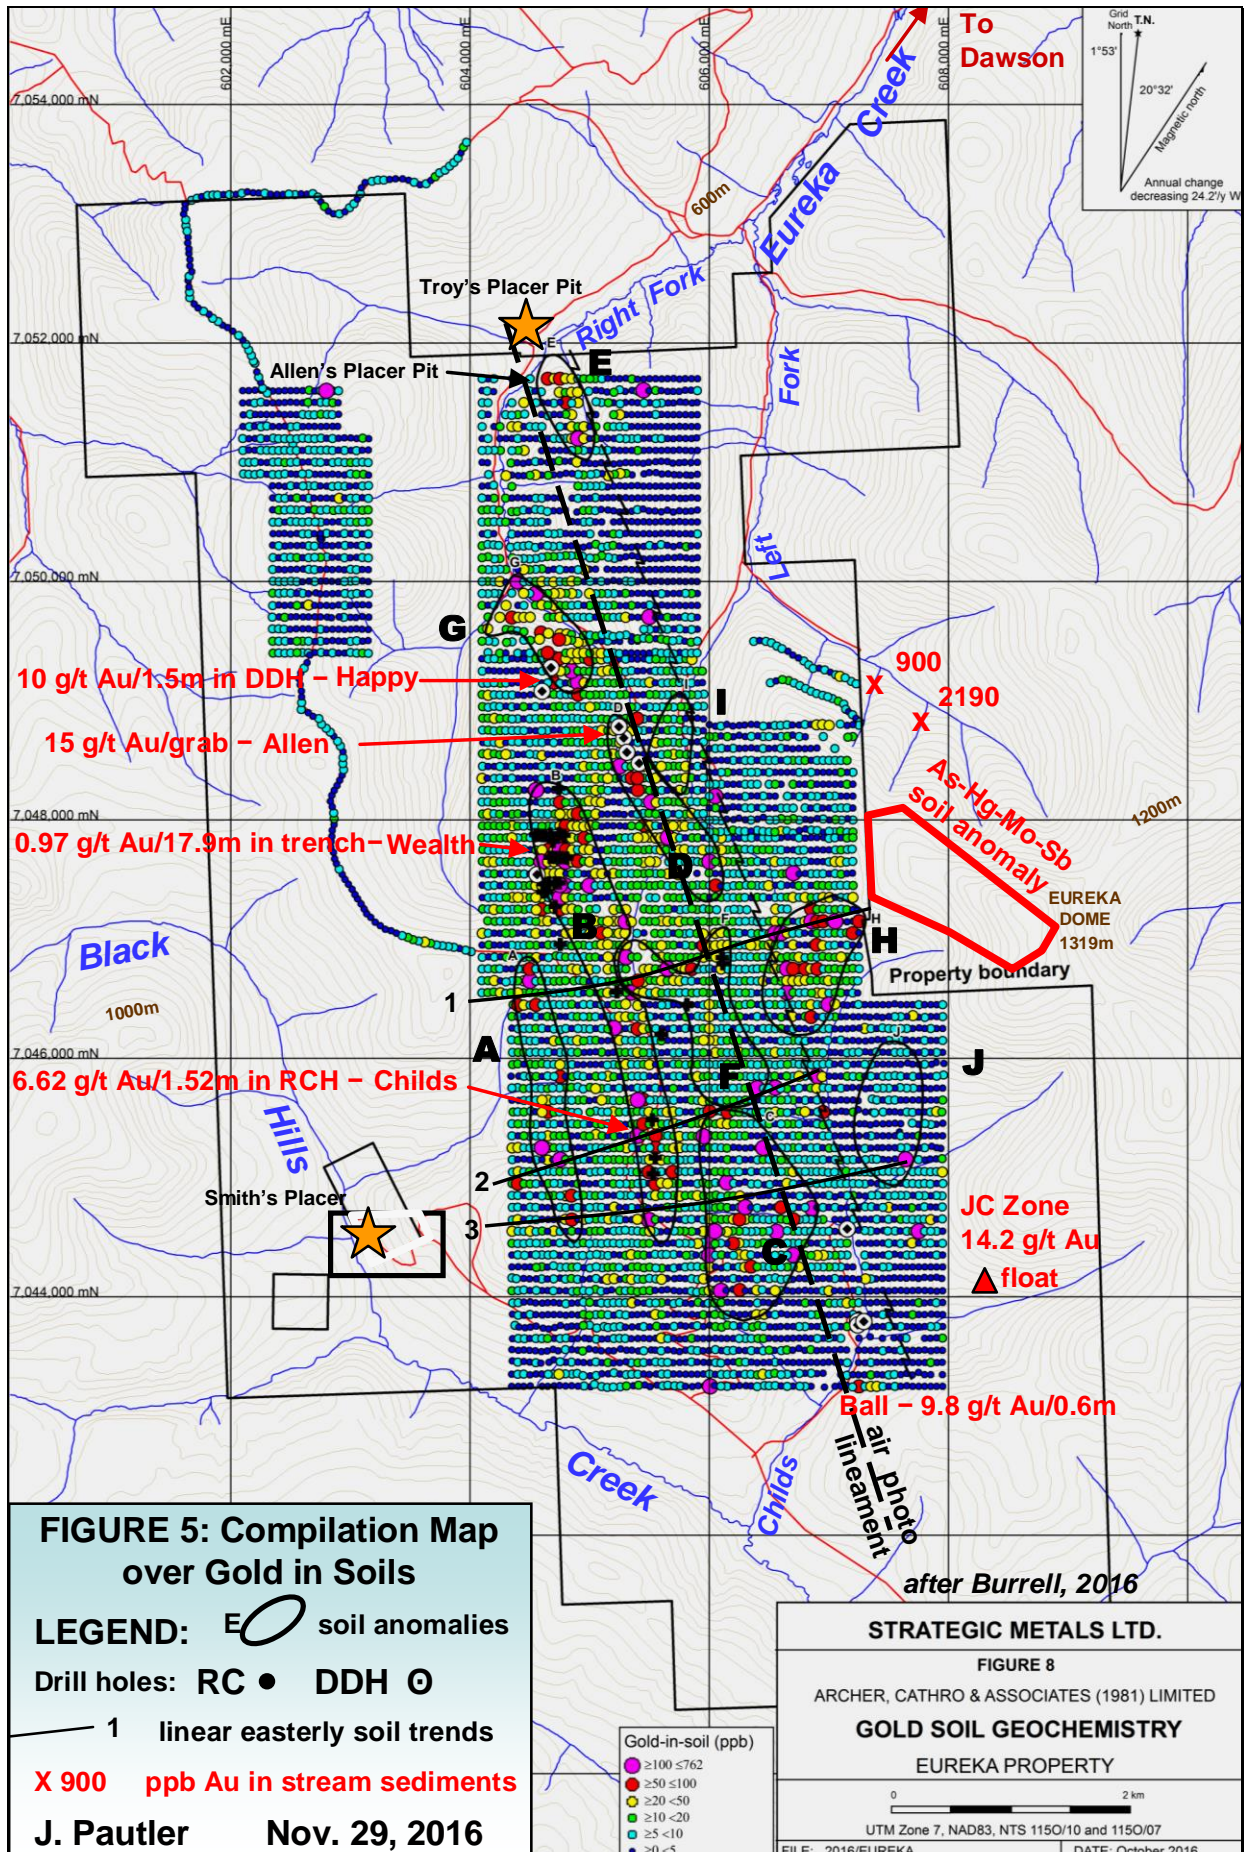 602,000 mE
604,000 mE
606,000 mE
608,000 mE
To
Dawson
Grid
North
T.N.
1°53'
20°32'
Magnetic north
Annual change
decreasing 24.2'/y W
7,054,000 mN
Eureka Creek
600m
Troy's Placer Pit
Right Fork
7,052,000 mN
E
E
Allen's Placer Pit
Left Fork
7,050,000 mN
G
G
900
X
2190
X
10 g/t Au/1.5m in DDH – Happy
I
D
15 g/t Au/grab – Allen
As-Hg-Mo-Sb
soil anomaly
1200m
B
7,048,000 mN
0.97 g/t Au/17.9m in trench– Wealth
D
EUREKA
DOME
1319m
F
H
B
H
Black
A
Property boundary
1
1000m
J
A
7,046,000 mN
J
F
6.62 g/t Au/1.52m in RCH – Childs
C
Hills
2
Smith's Placer
3
JC Zone
14.2 g/t Au
float
C
7,044,000 mN
Ball – 9.8 g/t Au/0.6m
air photo
lineament
Creek
Childs
after Burrell, 2016
FIGURE 5: Compilation Map
over Gold in Soils
LEGEND: E soil anomalies
Drill holes: RC DDH
1 linear easterly soil trends
X 900 ppb Au in stream sediments
J. Pautler Nov. 29, 2016
Gold-in-soil (ppb)
≥100 ≤762
≥50 ≤100
≥20 <50
≥10 <20
≥5 <10
≥0 <5
STRATEGIC METALS LTD.
FIGURE 8
ARCHER, CATHRO & ASSOCIATES (1981) LIMITED
GOLD SOIL GEOCHEMISTRY
EUREKA PROPERTY
0 2 km
UTM Zone 7, NAD83, NTS 115O/10 and 115O/07
FILE: 2016/EUREKA
DATE: October 2016